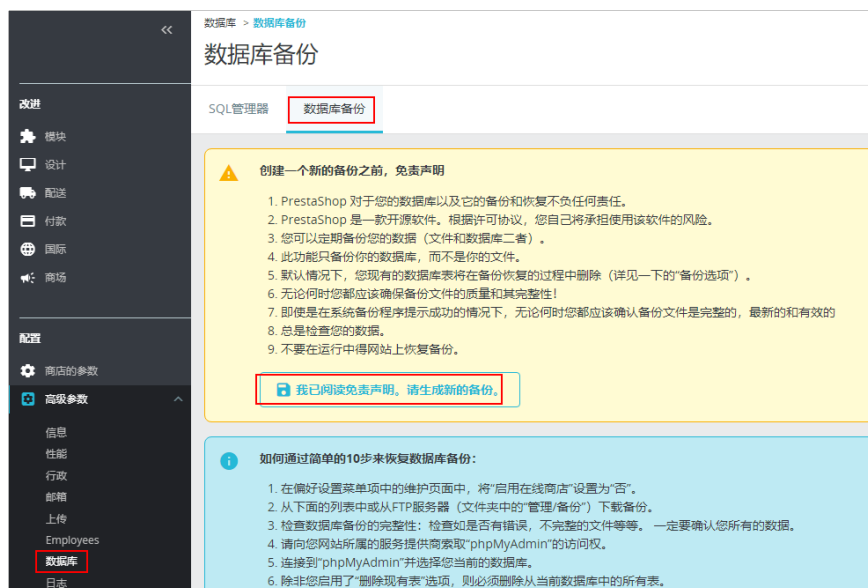 «
改进
模块
设计
配送
付款
国际
商场
配置
商店的参数
高级参数
信息
性能
行政
邮箱
上传
Employees
数据库
日志
数据库 > 数据库备份
数据库备份
SQL管理器 数据库备份
创建一个新的备份之前，免责声明
1. PrestaShop 对于您的数据库以及它的备份和恢复不负任何责任。
2. PrestaShop 是一款开源软件。根据许可协议，您自己将承担使用该软件的风险。
3. 您可以定期备份您的数据（文件和数据库二者）。
4. 此功能只备份你的数据库，而不是你的文件。
5. 默认情况下，您现有的数据库表将在备份恢复的过程中删除（详见一下的“备份选项”）。
6. 无论何时您都应该确保备份文件的质量和其完整性！
7. 即使是在系统备份程序提示成功的情况下，无论何时您都应该确认备份文件是完整的，最新的和有效的
8. 总是检查您的数据。
9. 不要在运行中得网站上恢复备份。
我已阅读免责声明。请生成新的备份。
如何通过简单的10步来恢复数据库备份：
1. 在偏好设置菜单项中的维护页面中，将“启用在线商店”设置为“否”。
2. 从下面的列表中或从FTP服务器（文件夹中的“管理/备份”）下载备份。
3. 检查数据库备份的完整性：检查如是否有错误，不完整的文件等等。 一定要确认您所有的数据。
4. 请向您网站所属的服务提供商索取“phpMyAdmin”的访问权。
5. 连接到“phpMyAdmin”并选择您当前的数据库。
6. 除非您启用了“删除现有表”选项，则必须删除从当前数据库中的所有表。